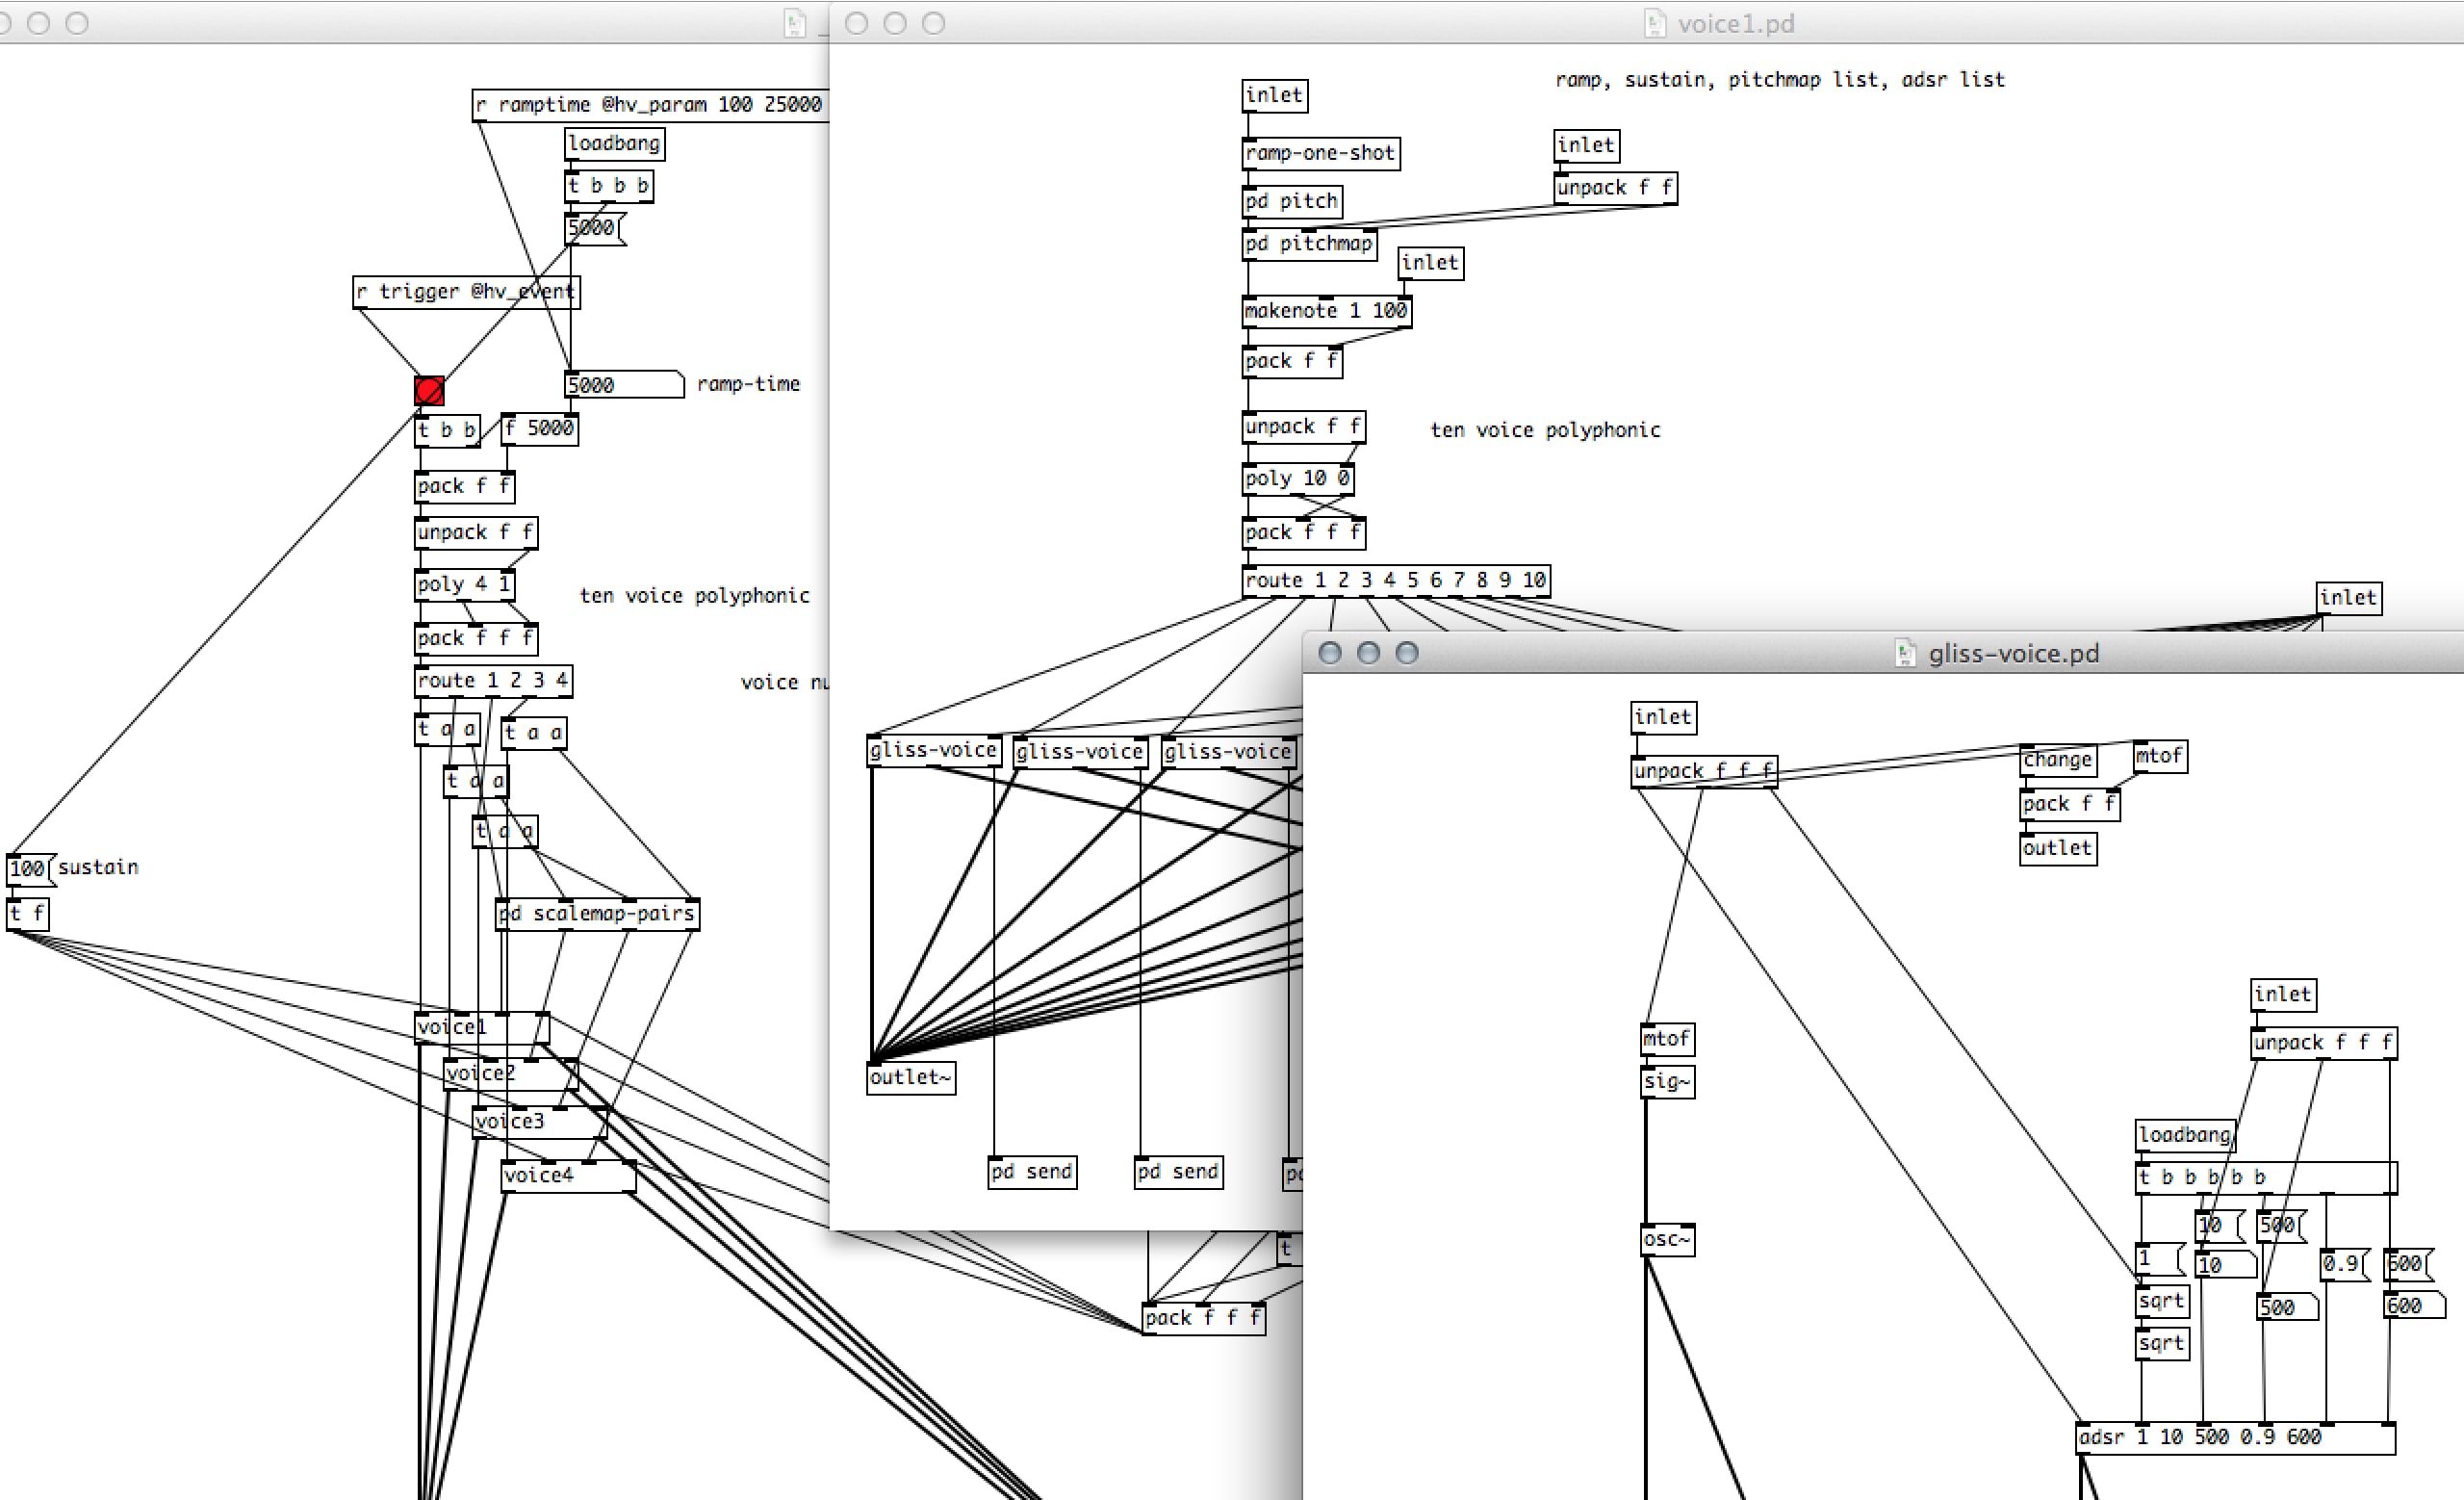 r ramptime @hv_param 100 25000
loadbang
t b b b
5000
r trigger @hv_event
5000
ramp-time
t b b
f 5000
pack f f
unpack f f
poly 4 1
ten voice polyphonic
pack f f f
route 1 2 3 4
voice
t a a
t a a
t a a
t a a
100
sustain
t f
pd scalemap-pairs
voice1
voice2
voice3
voice4
t
pack f f f
voice1.pd
ramp, sustain, pitchmap list, adsr list
inlet
ramp-one-shot
inlet
pd pitch
unpack f f
pd pitchmap
inlet
makenote 1 100
pack f f
unpack f f
ten voice polyphonic
poly 10 0
pack f f f
route 1 2 3 4 5 6 7 8 9 10
inlet
gliss-voice
gliss-voice
gliss-voice
outlet~
pd send
pd send
gliss-voice.pd
inlet
unpack f f f
change
mtof
pack f f
outlet
mtof
sig~
osc~
inlet
unpack f f f
loadbang
t b b b b b
10
500
1
10
0.9
600
sqrt
500
600
sqrt
adsr 1 10 500 0.9 600